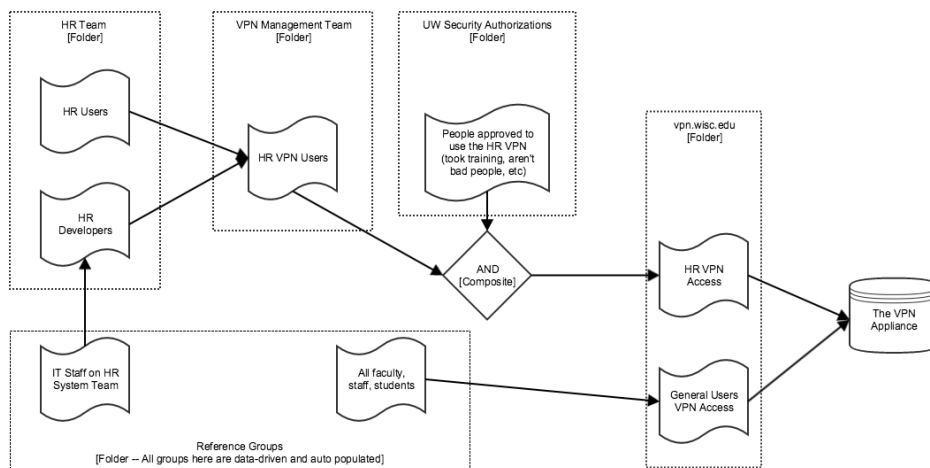 HR Team
[Folder]
VPN Management Team
[Folder]
UW Security Authorizations
[Folder]
HR Users
HR VPN Users
People approved to
use the HR VPN
(took training, aren't
bad people, etc)
vpn.wisc.edu
[Folder]
HR
Developers
AND
[Composite]
HR VPN
Access
The VPN
Appliance
IT Staff on HR
System Team
All faculty,
staff, students
General Users
VPN Access
Reference Groups
[Folder -- All groups here are data-driven and auto populated]